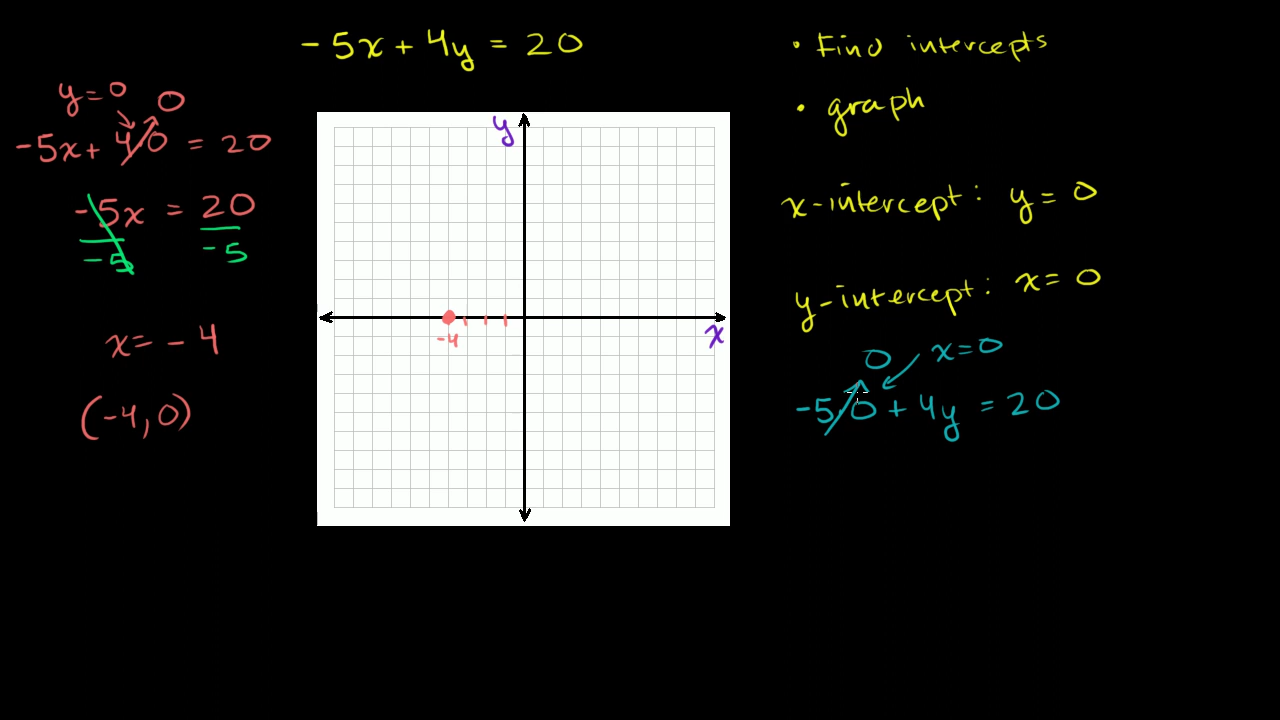 -5x + 4y = 20
• Find intercepts
• graph
y = 0
0
-5x + 4·0 = 20
-5x = 20
-5 -5
x = -4
(-4, 0)
y
x
-4
x-intercept: y = 0
y-intercept: x = 0
0 x = 0
-5·0 + 4y = 20